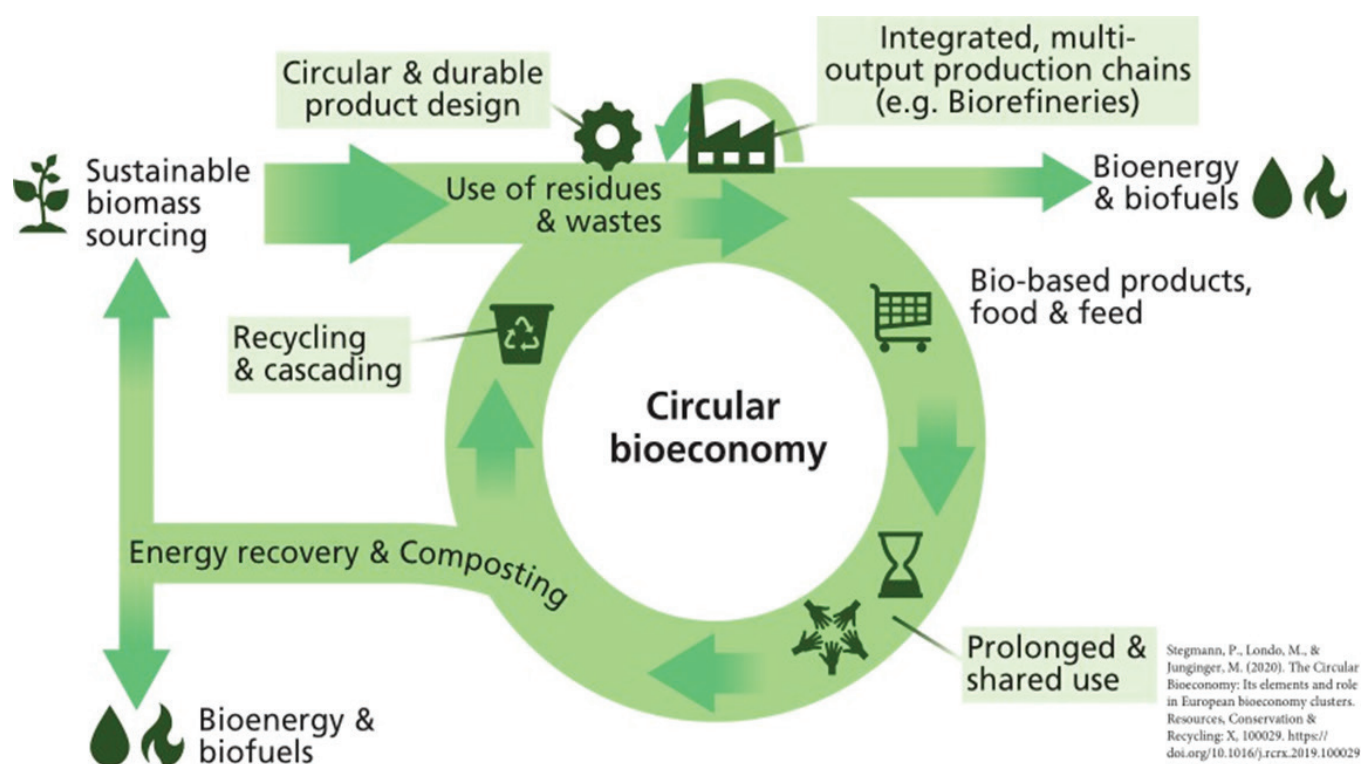 Circular & durable
product design
Integrated, multi-
output production chains
(e.g. Biorefineries)
Sustainable
biomass
sourcing
Use of residues
& wastes
Bioenergy
& biofuels
Bio-based products,
food & feed
Recycling
& cascading
Circular
bioeconomy
Energy recovery & Composting
Prolonged &
shared use
Bioenergy &
biofuels
Stegmann, P., Londo, M., &
Junginger, M. (2020). The Circular
Bioeconomy: Its elements and role
in European bioeconomy clusters.
Resources, Conservation &
Recycling: X, 100029. https://
doi.org/10.1016/j.rcrx.2019.100029